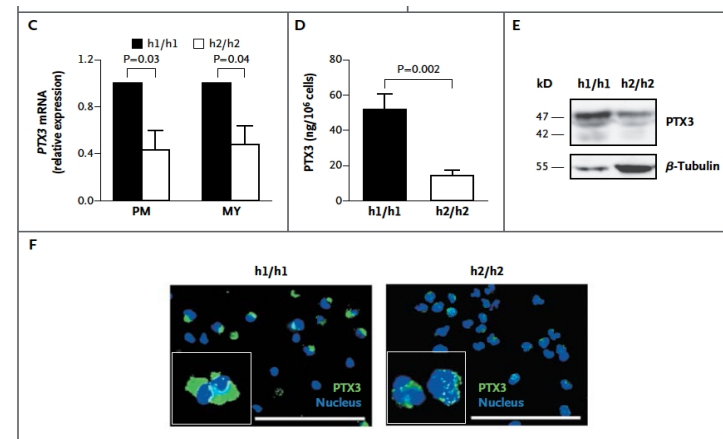 C
h1/h1 h2/h2
PTX3 mRNA
(relative expression)
1.2
0.8
0.4
0.0
P=0.03
P=0.04
PM MY
D
PTX3 (ng/10⁶ cells)
80
60
40
20
0
P=0.002
h1/h1 h2/h2
E
kD h1/h1 h2/h2
47
42
PTX3
55
β-Tubulin
F
h1/h1
PTX3
Nucleus
h2/h2
PTX3
Nucleus